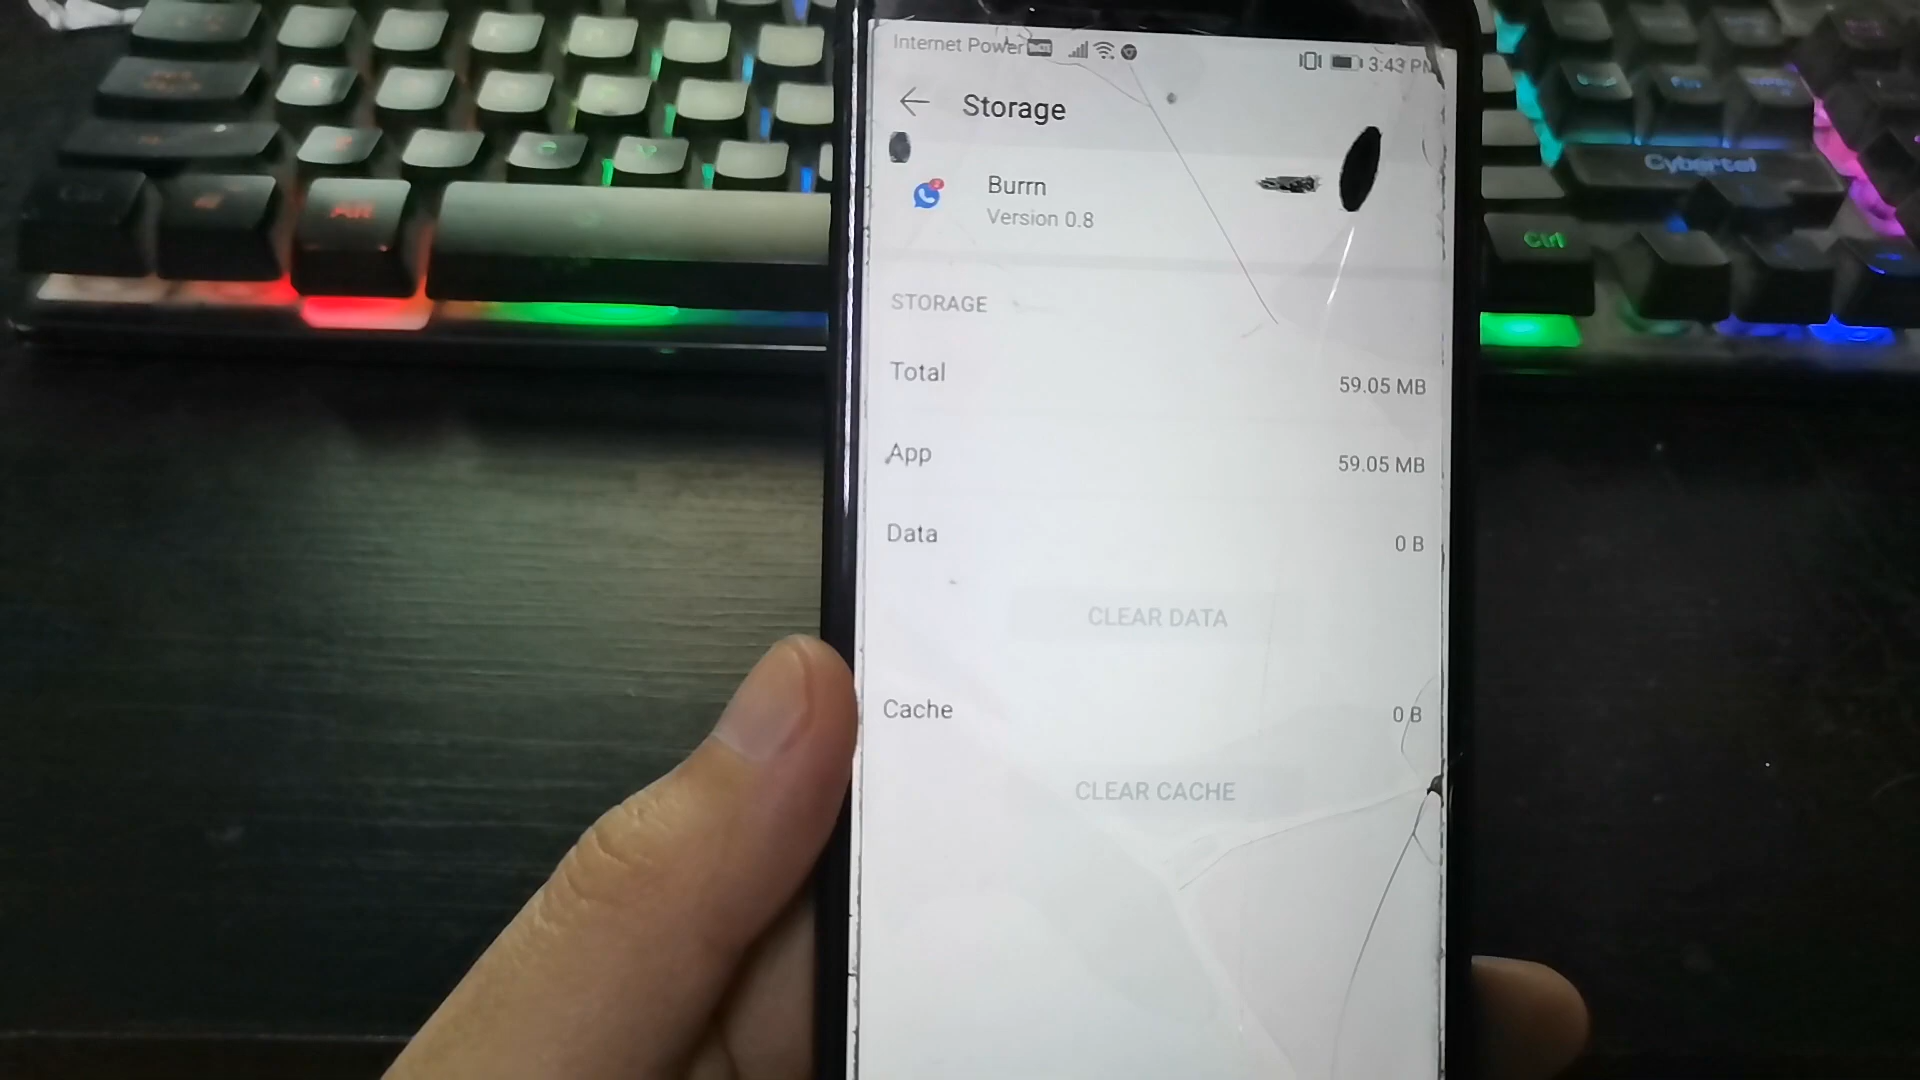 Internet Power
3:43 PM
Storage
Burrn
Version 0.8
STORAGE
Total
59.05 MB
App
59.05 MB
Data
0 B
CLEAR DATA
Cache
0 B
CLEAR CACHE
Alt
Cybertel
Ctrl